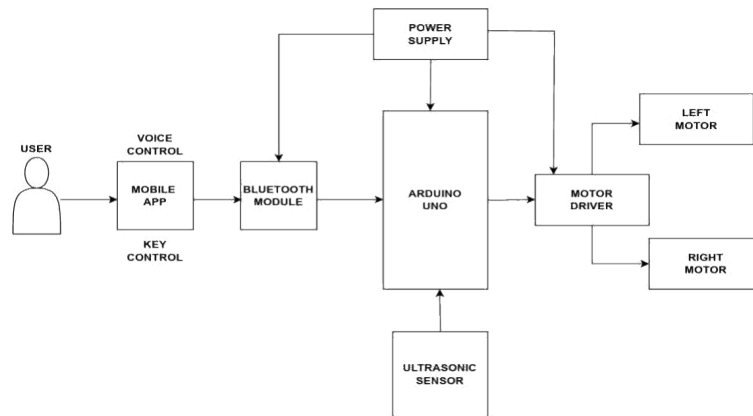 POWER
SUPPLY
LEFT
MOTOR
USER
VOICE
CONTROL
MOBILE
APP
KEY
CONTROL
BLUETOOTH
MODULE
ARDUINO
UNO
MOTOR
DRIVER
RIGHT
MOTOR
ULTRASONIC
SENSOR